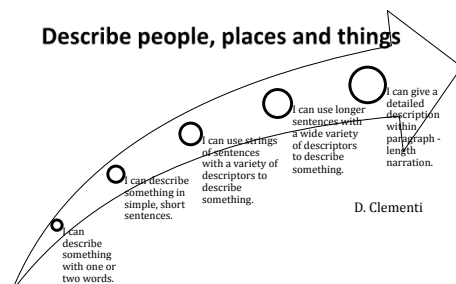 Describe people, places and things
I can
describe
something
with one or
two words.
I can describe
something in
simple, short
sentences.
I can use strings
of sentences
with a variety of
descriptors to
describe
something.
I can use longer
sentences with
a wide variety
of descriptors
to describe
something.
I can give a
detailed
description
within
paragraph -
length
narration.
D. Clementi